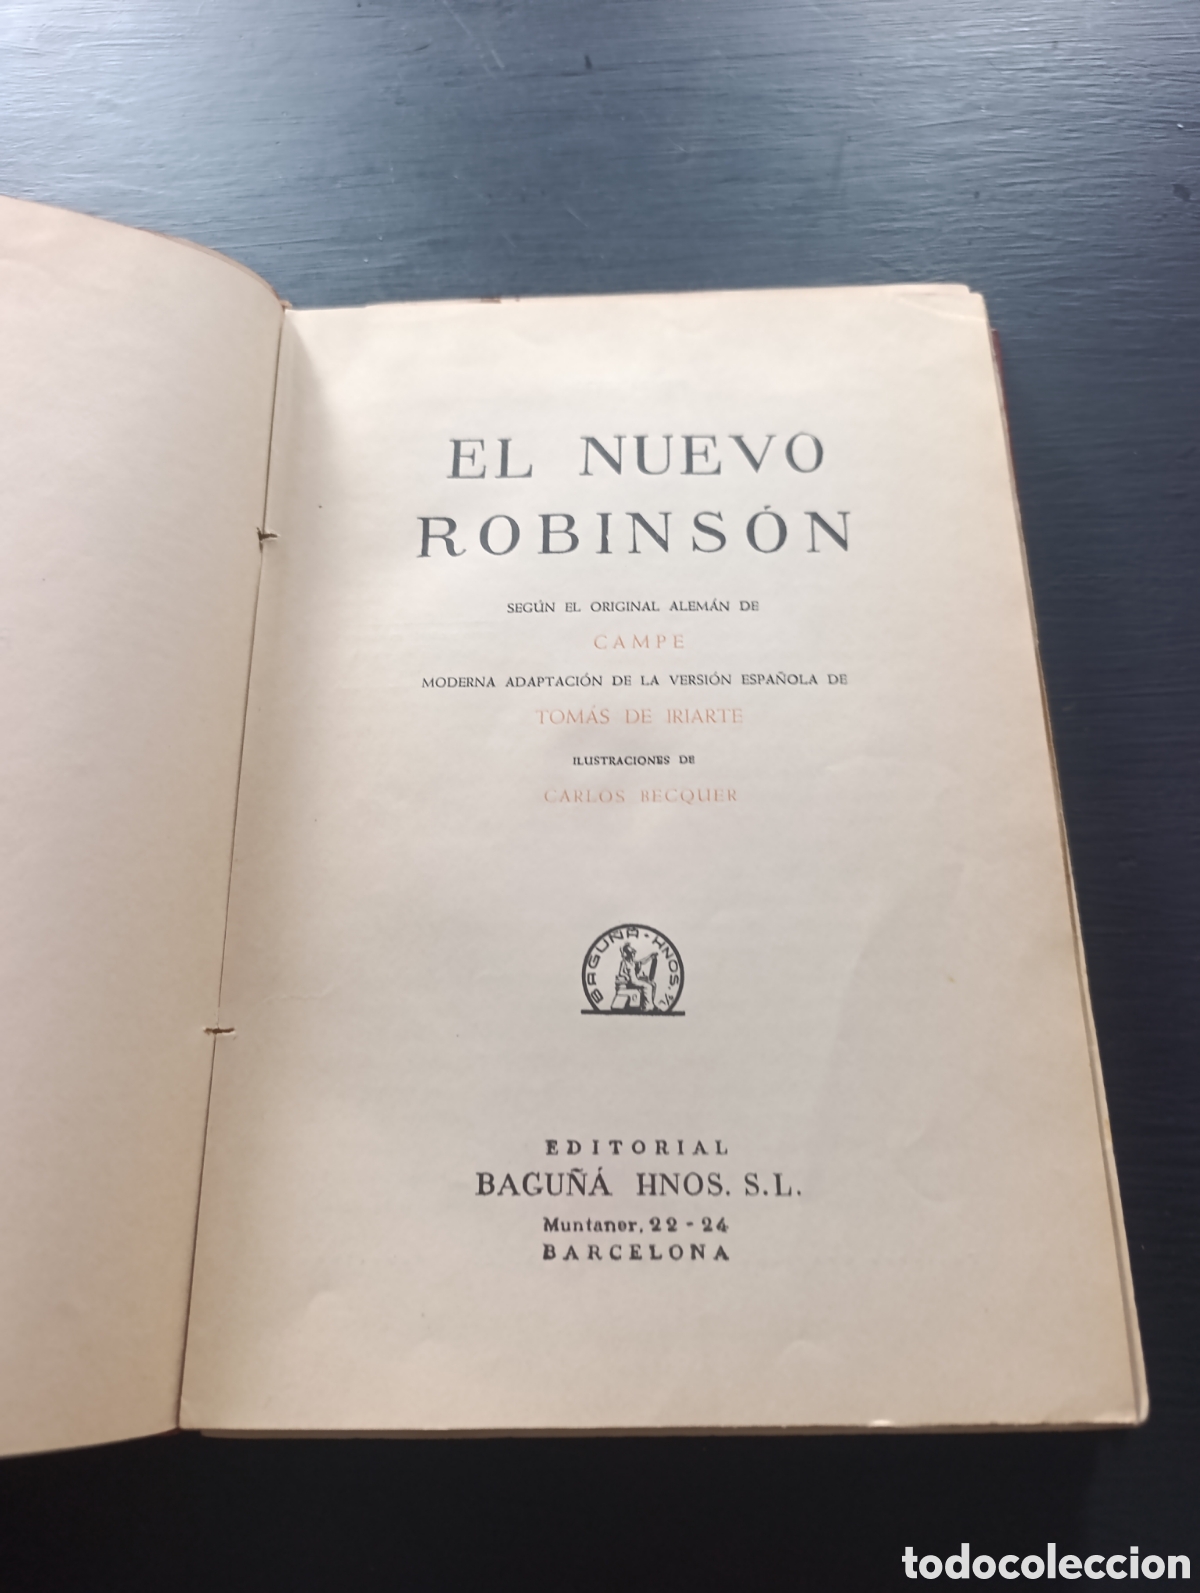 EL NUEVO
ROBINSÓN
SEGÚN EL ORIGINAL ALEMÁN DE
CAMPE
MODERNA ADAPTACIÓN DE LA VERSIÓN ESPAÑOLA DE
TOMÁS DE IRIARTE
ILUSTRACIONES DE
CARLOS BECQUER
BAGUÑÁ - HNOS.
EDITORIAL
BAGUÑÁ HNOS. S.L.
Muntaner, 22 - 24
BARCELONA
todocoleccion